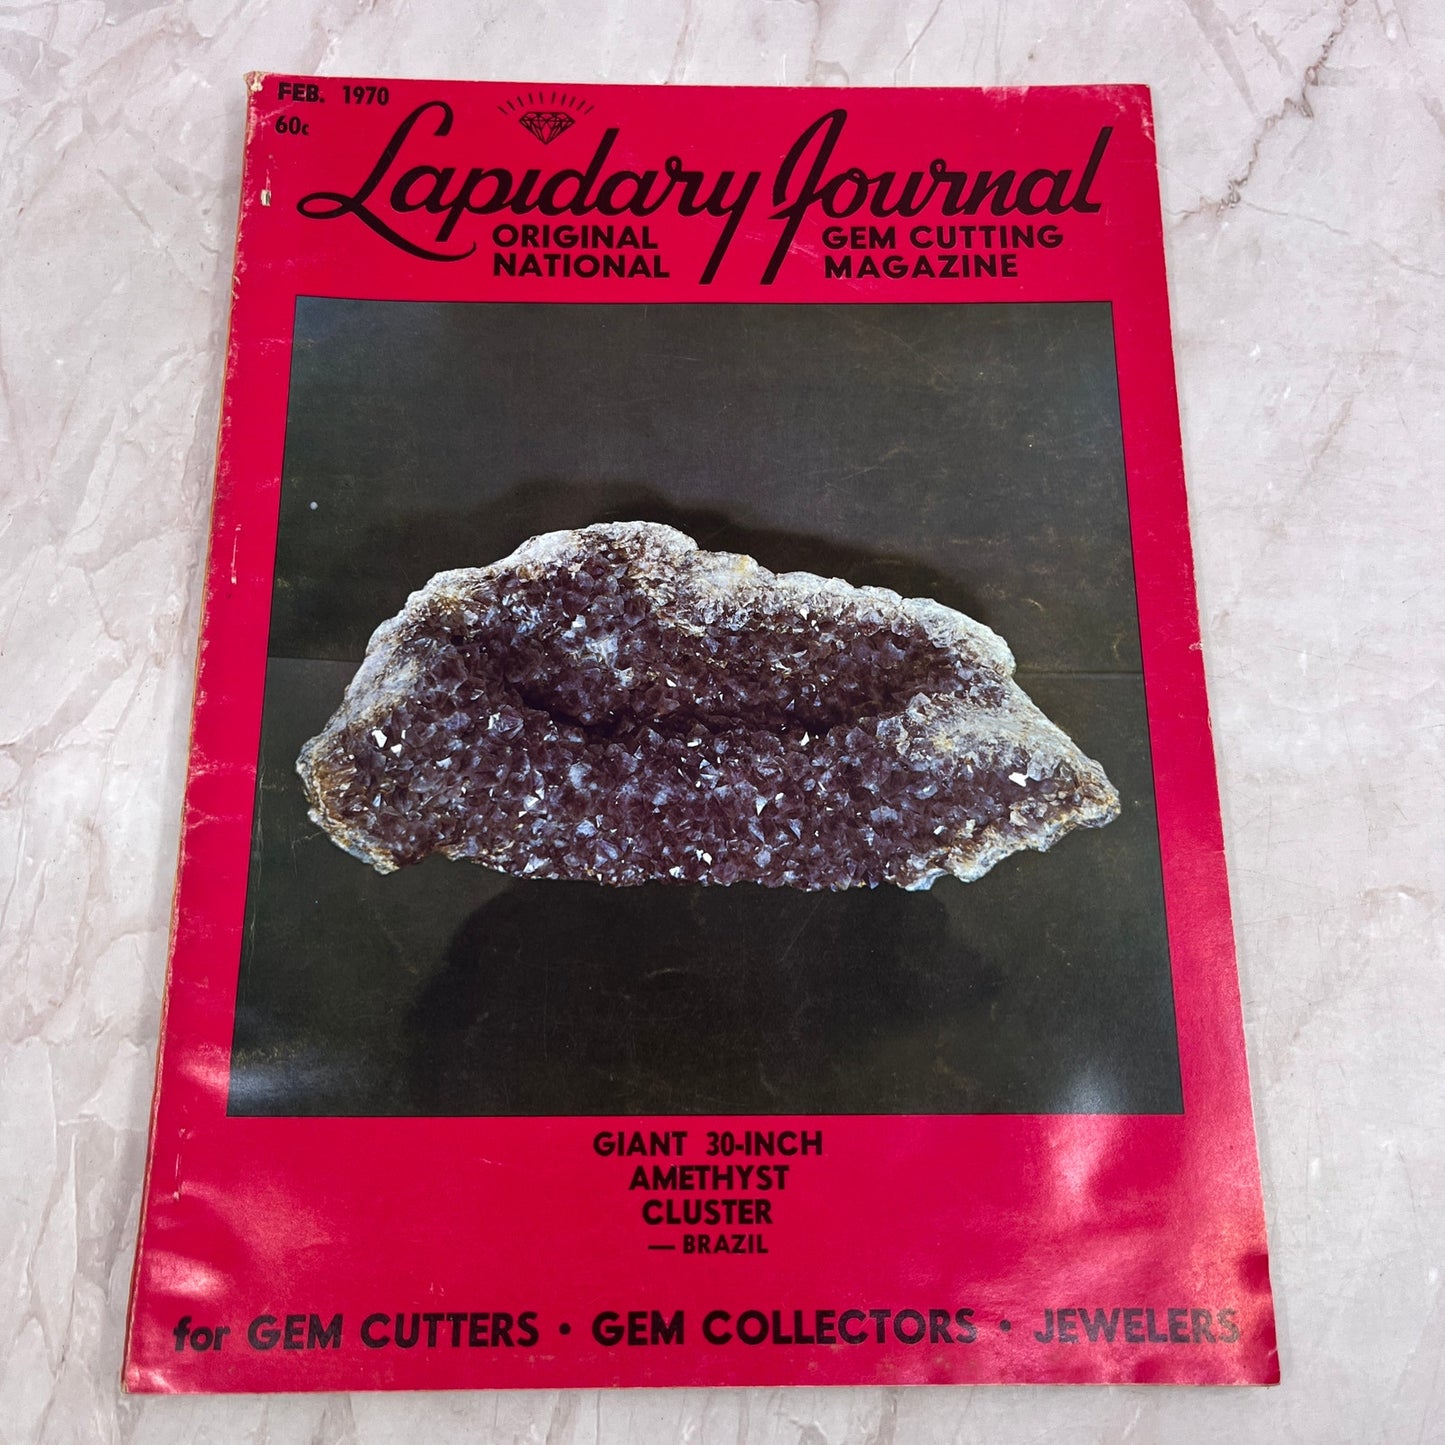 FEB. 1970
60c
Lapidary Journal
ORIGINAL NATIONAL
GEM CUTTING MAGAZINE
GIANT 30-INCH
AMETHYST
CLUSTER
— BRAZIL
for GEM CUTTERS • GEM COLLECTORS • JEWELERS